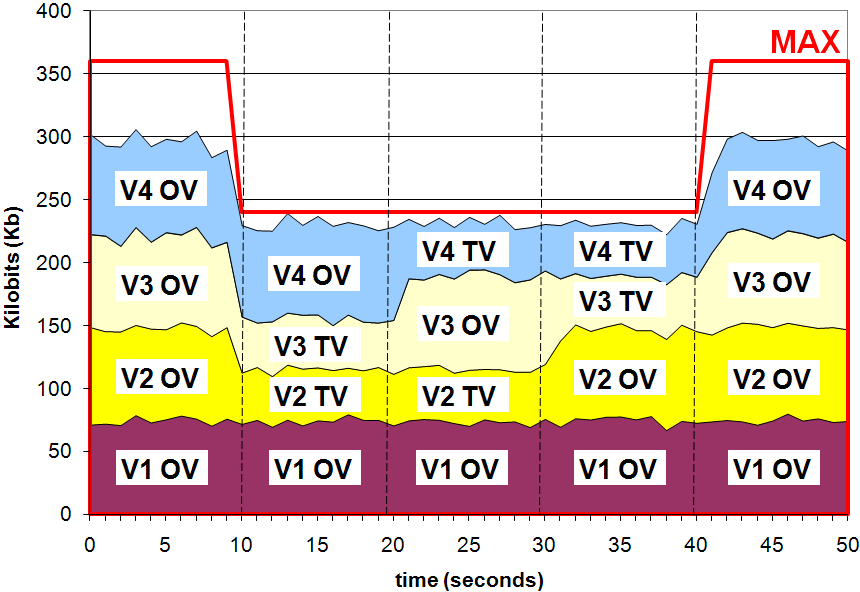 400
MAX
350
300
250
200
150
100
50
0
V4 OV
V4 OV
V4 TV
V4 TV
V4 OV
V3 OV
V3 TV
V3 OV
V3 TV
V3 OV
V2 OV
V2 TV
V2 TV
V2 OV
V2 OV
V1 OV
V1 OV
V1 OV
V1 OV
V1 OV
0 5 10 15 20 25 30 35 40 45 50
Kilobits (Kb)
time (seconds)